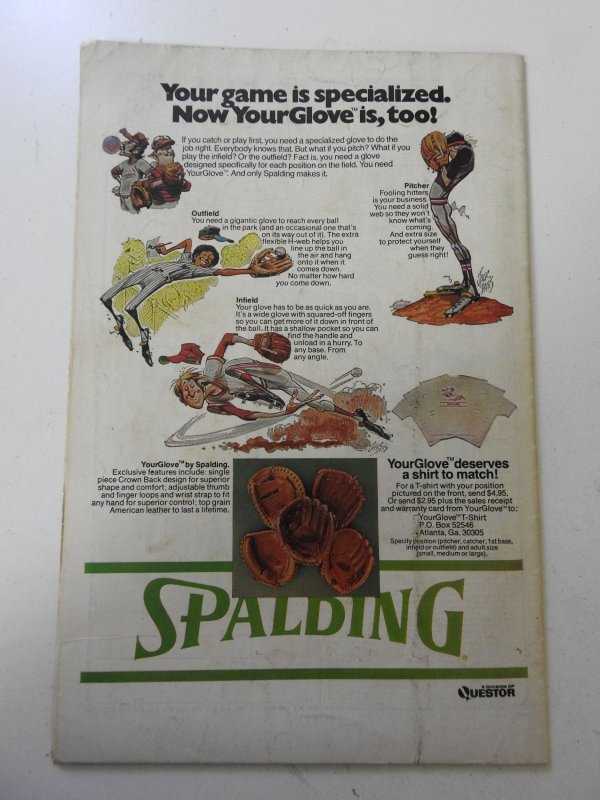 Your game is specialized.
Now YourGlove™ is, too!
If you catch or play first, you need a specialized glove to do the
job right. Everybody knows that. But what if you pitch? What if you
play the infield? Or the outfield? Fact is, you need a glove
designed specifically for each position on the field. You need
YourGlove™. And only Spalding makes it.
Pitcher
Fooling hitters
is your business.
You need a solid
web so they won't
know what's
coming.
And extra size
to protect yourself
when they
guess right!
Outfield
You need a gigantic glove to reach every ball
in the park (and an occasional one that's
on its way out of it). The extra
flexible H-web helps you
line up the ball in
the air and hang
onto it when it
comes down.
No matter how hard
you come down.
Infield
Your glove has to be as quick as you are.
It's a wide glove with squared-off fingers
so you can get more of it down in front of
the ball. It has a shallow pocket so you can
find the handle and
unload in a hurry. To
any base. From
any angle.
YourGlove™ by Spalding.
Exclusive features include: single
piece Crown Back design for superior
shape and comfort; adjustable thumb
and finger loops and wrist strap to fit
any hand for superior control; top grain
American leather to last a lifetime.
YourGlove™ deserves
a shirt to match!
For a T-shirt with your position
pictured on the front, send $4.95.
Or send $2.95 plus the sales receipt
and warranty card from YourGlove™ to:
YourGlove™ T-Shirt
P.O. Box 52546
Atlanta, Ga. 30305
Specify position (pitcher, catcher, 1st base,
infield or outfield) and adult size
(small, medium or large).
SPALDING®
A DIVISION OF
QUESTOR